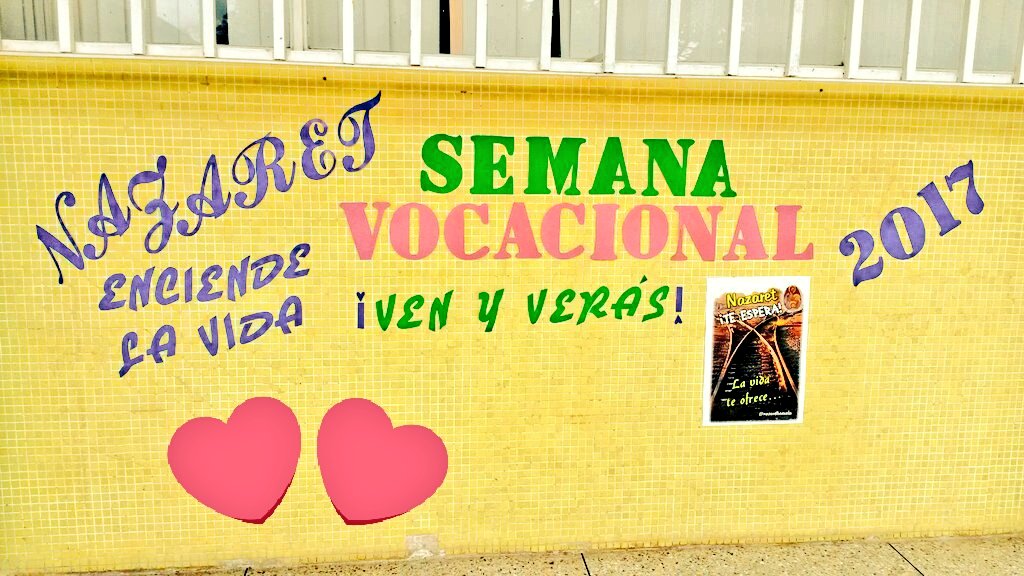 NAZARET
ENCIENDE
LA VIDA
SEMANA
VOCACIONAL
¡VEN Y VERÁS!
2017
Nazaret
¡TE ESPERA!
La vida
te ofrece...